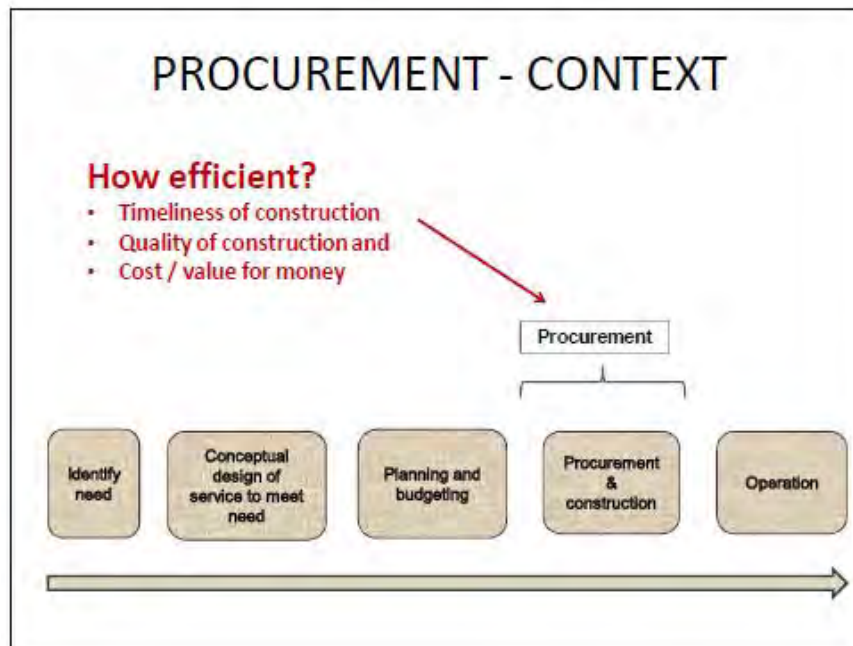 PROCUREMENT - CONTEXT
How efficient?
• Timeliness of construction
• Quality of construction and
• Cost / value for money
Procurement
Identify
need
Conceptual
design of
service to meet
need
Planning and
budgeting
Procurement
&
construction
Operation